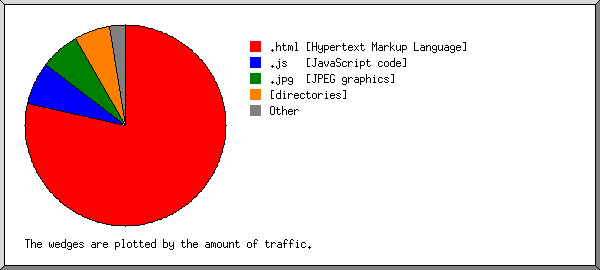 .html [Hypertext Markup Language]
.js [JavaScript code]
.jpg [JPEG graphics]
[directories]
Other
The wedges are plotted by the amount of traffic.